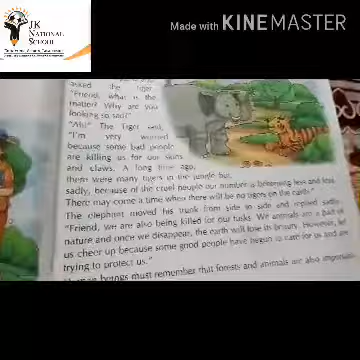 JK
NATIONAL
SCHOOL
Made with KINEMASTER
asked the tiger,
"Friend, what is the
matter? Why are you
looking so sad?"
"Ah!" The Tiger said,
"I'm very worried
because some bad people
are killing us for our skins
and claws. A long time ago,
there were many tigers in the jungle but,
sadly, because of the cruel people our number is becoming less and less.
There may come a time when there will be no tigers on the earth."
The elephant moved his trunk from side to side and replied sadly,
"Friend, we are also being killed for our tusks. We animals are a part of
nature and once we disappear, the earth will lose its beauty. However, let
us cheer up because some good people have begun to care for us and are
trying to protect us."
beings must remember that forests and animals are also important